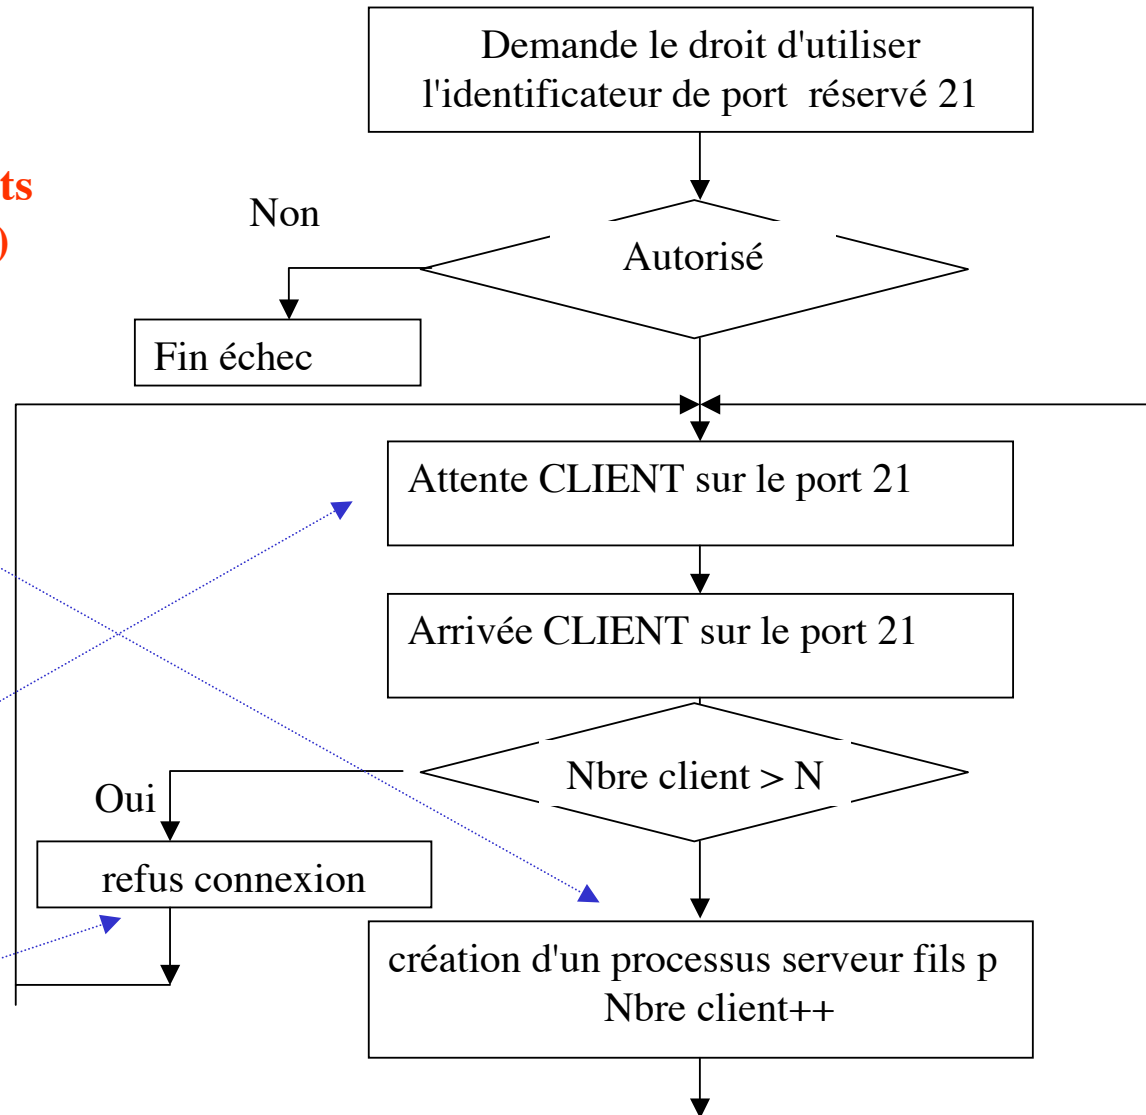 Demande le droit d'utiliser
l'identificateur de port réservé 21
ts
)
Non
Autorisé
Fin échec
Attente CLIENT sur le port 21
Arrivée CLIENT sur le port 21
Nbre client > N
Oui
refus connexion
création d'un processus serveur fils p
Nbre client++